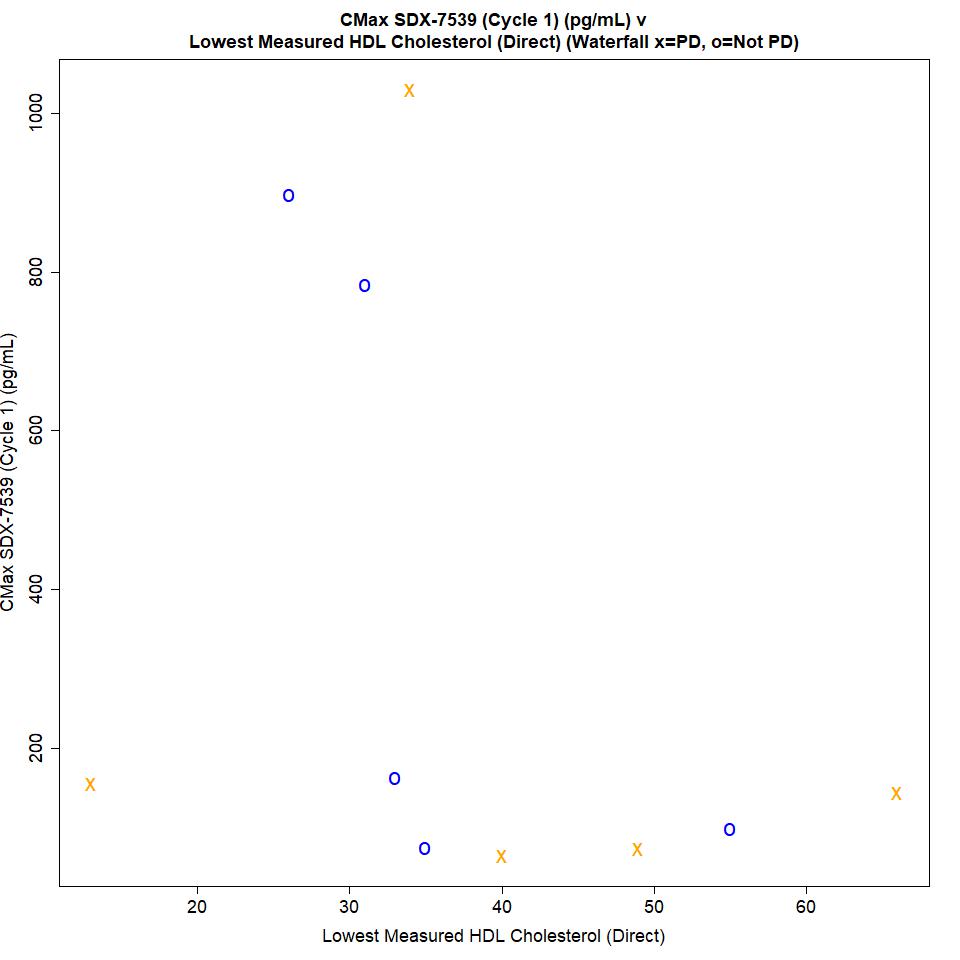 CMax SDX-7539 (Cycle 1) (pg/mL) v
Lowest Measured HDL Cholesterol (Direct) (Waterfall x=PD, o=Not PD)
CMax SDX-7539 (Cycle 1) (pg/mL)
1000
800
600
400
200
X
O
O
O
X
X
O
O
X
X
20 30 40 50 60
Lowest Measured HDL Cholesterol (Direct)